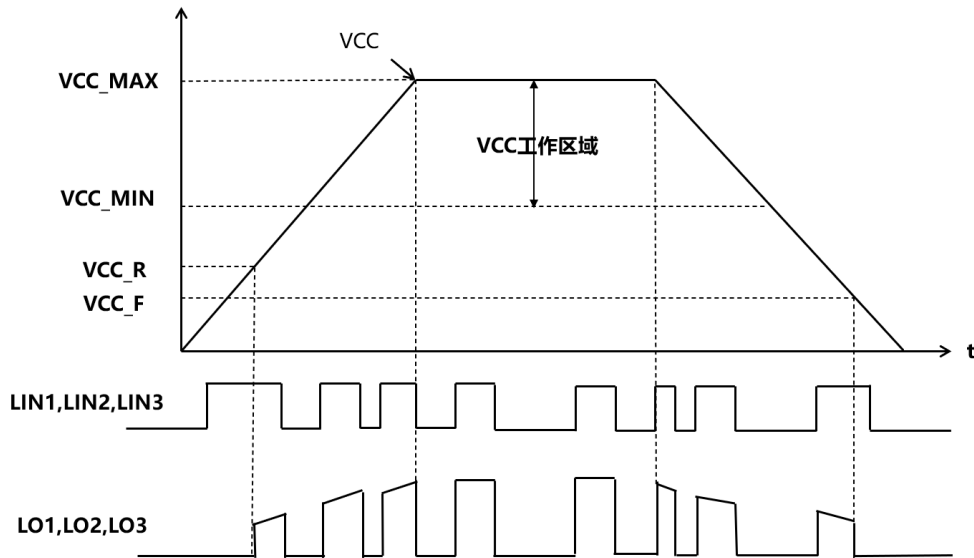 VCC
VCC_MAX
VCC工作区域
VCC_MIN
VCC_R
VCC_F
t
LIN1,LIN2,LIN3
LO1,LO2,LO3